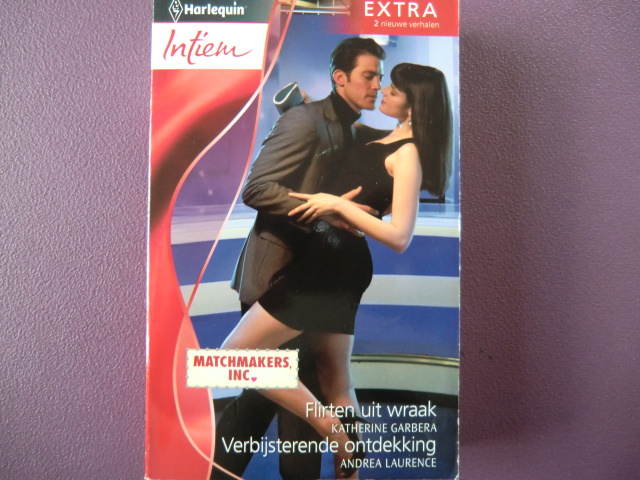 Harlequin
Intiem
EXTRA
2 nieuwe verhalen
MATCHMAKERS,
INC.
Flirten uit wraak
KATHERINE GARBERA
Verbijsterende ontdekking
ANDREA LAURENCE